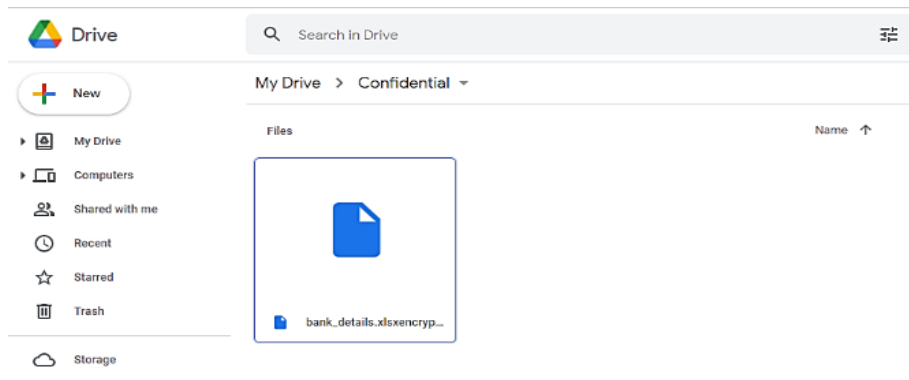 Drive
Search in Drive
New
My Drive > Confidential
Files
Name
My Drive
Computers
Shared with me
Recent
Starred
Trash
Storage
bank_details.xlsxencryp...